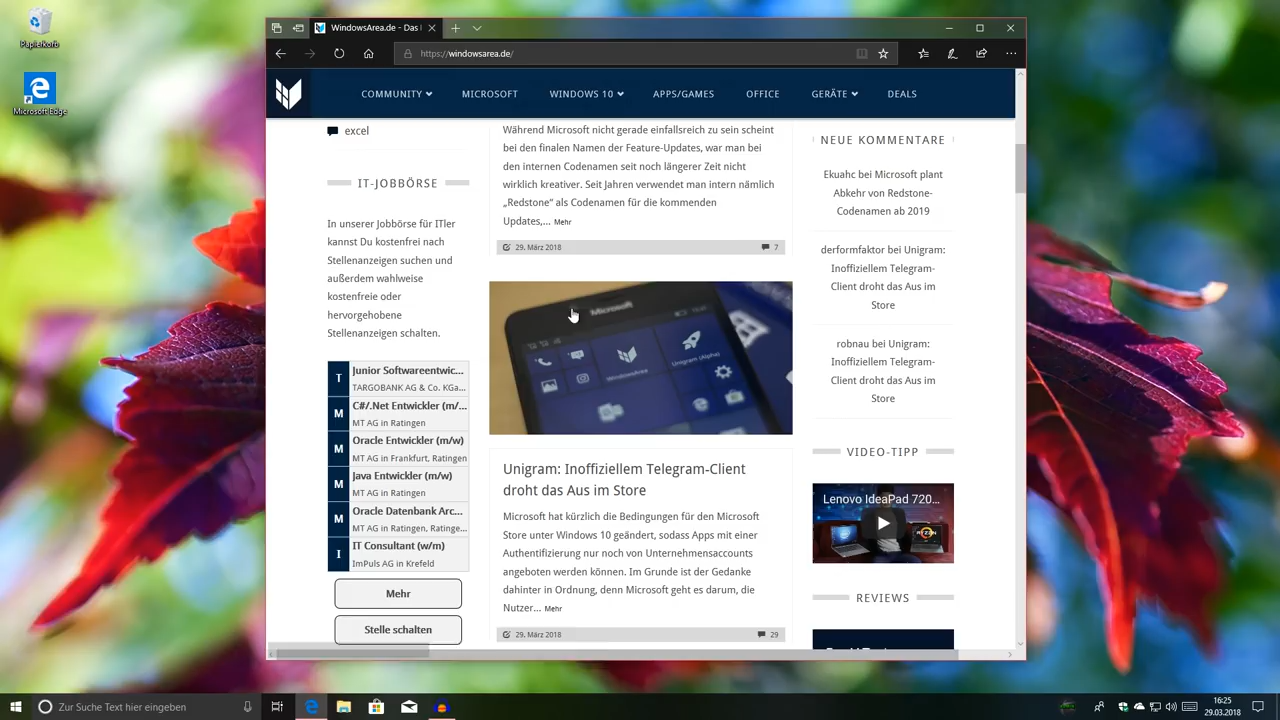 Papierkorb
Microsoft Edge
WindowsArea.de - Das
https://windowsarea.de/
COMMUNITY
MICROSOFT
WINDOWS 10
APPS/GAMES
OFFICE
GERÄTE
DEALS
excel
IT-JOBBÖRSE
In unserer Jobbörse für ITler
kannst Du kostenfrei nach
Stellenanzeigen suchen und
außerdem wahlweise
kostenfreie oder
hervorgehobene
Stellenanzeigen schalten.
T
Junior Softwareentwic...
TARGOBANK AG & Co. KGa...
M
C#/.Net Entwickler (m/...
MT AG in Ratingen
M
Oracle Entwickler (m/w)
MT AG in Frankfurt, Ratingen
M
Java Entwickler (m/w)
MT AG in Ratingen
M
Oracle Datenbank Arc...
MT AG in Ratingen, Ratinge...
I
IT Consultant (w/m)
ImPuls AG in Krefeld
Mehr
Stelle schalten
Während Microsoft nicht gerade einfallsreich zu sein scheint
bei den finalen Namen der Feature-Updates, war man bei
den internen Codenamen seit noch längerer Zeit nicht
wirklich kreativer. Seit Jahren verwendet man intern nämlich
„Redstone“ als Codenamen für die kommenden
Updates,... Mehr
29. März 2018
7
Microsoft
WindowsArea
Unigram (Alpha)
Unigram: Inoffiziellem Telegram-Client
droht das Aus im Store
Microsoft hat kürzlich die Bedingungen für den Microsoft
Store unter Windows 10 geändert, sodass Apps mit einer
Authentifizierung nur noch von Unternehmensaccounts
angeboten werden können. Im Grunde ist der Gedanke
dahinter in Ordnung, denn Microsoft geht es darum, die
Nutzer... Mehr
29. März 2018
29
NEUE KOMMENTARE
Ekuahc bei Microsoft plant
Abkehr von Redstone-
Codenamen ab 2019
derformfaktor bei Unigram:
Inoffiziellem Telegram-
Client droht das Aus im
Store
robnau bei Unigram:
Inoffiziellem Telegram-
Client droht das Aus im
Store
VIDEO-TIPP
Lenovo IdeaPad 720...
RYZEN
REVIEWS
Zur Suche Text hier eingeben
16:25
29.03.2018